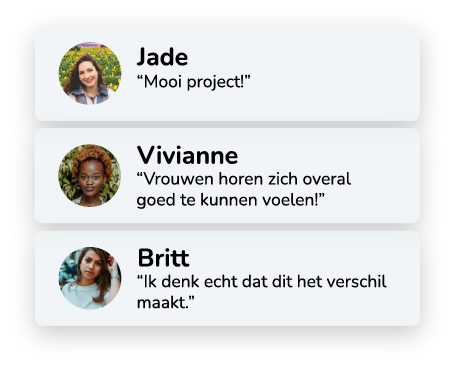 Jade
“Mooi project!”
Vivianne
“Vrouwen horen zich overal
goed te kunnen voelen!”
Britt
“Ik denk echt dat dit het verschil
maakt.”